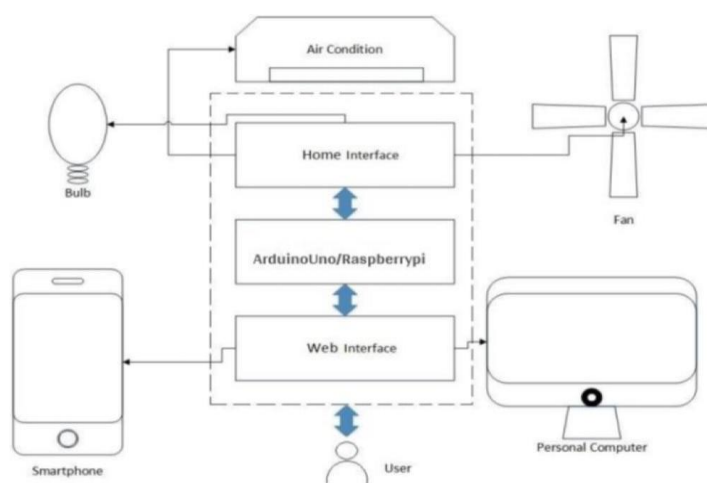 Air Condition
Home Interface
Bulb
Fan
ArduinoUno/Raspberrypi
Web Interface
Personal Computer
Smartphone
User